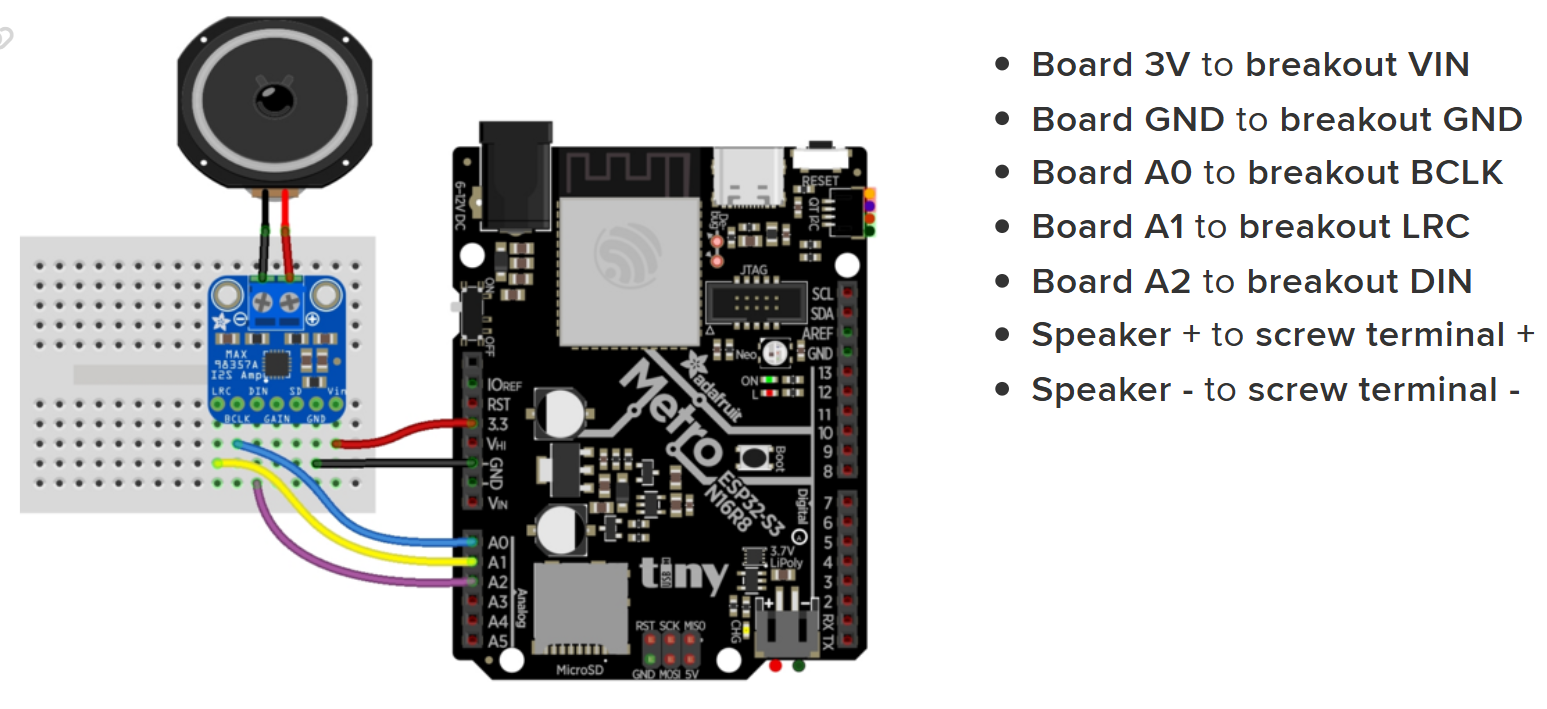 6-12V DC
RESET
QT I²C
De-
bug
JTAG
ON
OFF
SCL
SDA
AREF
GND
13
12
11
10
9
8
7
6
5
4
3
2
RX
TX
IOREF
RST
3.3
VHI
GND
VIN
A0
A1
A2
A3
A4
A5
Analog
Neo
ON
L
adafruit
Metro
ESP32-S3
N16R8
Boot
Digital
3.7V
LiPoly
+ -
CHG
tiny
USB
MicroSD
RST SCK MISO
GND MOSI 5V
- +
MAX
98357A
I2S Amp
LRC DIN SD Vin
BCLK GAIN GND
• Board 3V to breakout VIN
• Board GND to breakout GND
• Board A0 to breakout BCLK
• Board A1 to breakout LRC
• Board A2 to breakout DIN
• Speaker + to screw terminal +
• Speaker - to screw terminal -